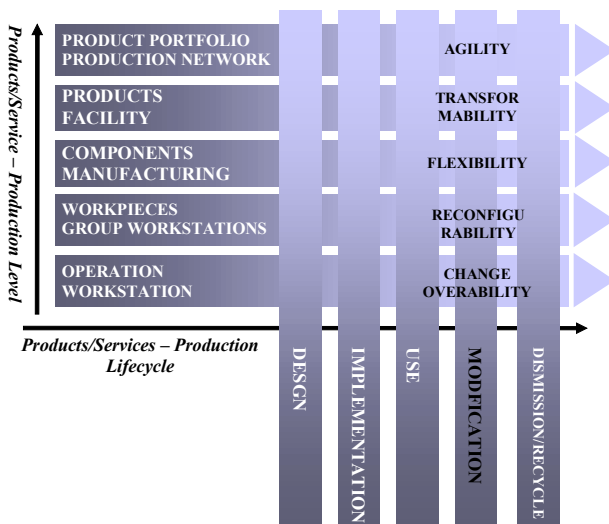 Products/Service – Production Level
PRODUCT PORTFOLIO
PRODUCTION NETWORK
AGILITY
PRODUCTS
FACILITY
TRANSFOR
MABILITY
COMPONENTS
MANUFACTURING
FLEXIBILITY
WORKPIECES
GROUP WORKSTATIONS
RECONFIGU
RABILITY
OPERATION
WORKSTATION
CHANGE
OVERABILITY
Products/Services – Production
Lifecycle
DESGN
IMPLEMENTATION
USE
MODFICATION
DISMISSION/RECYCLE